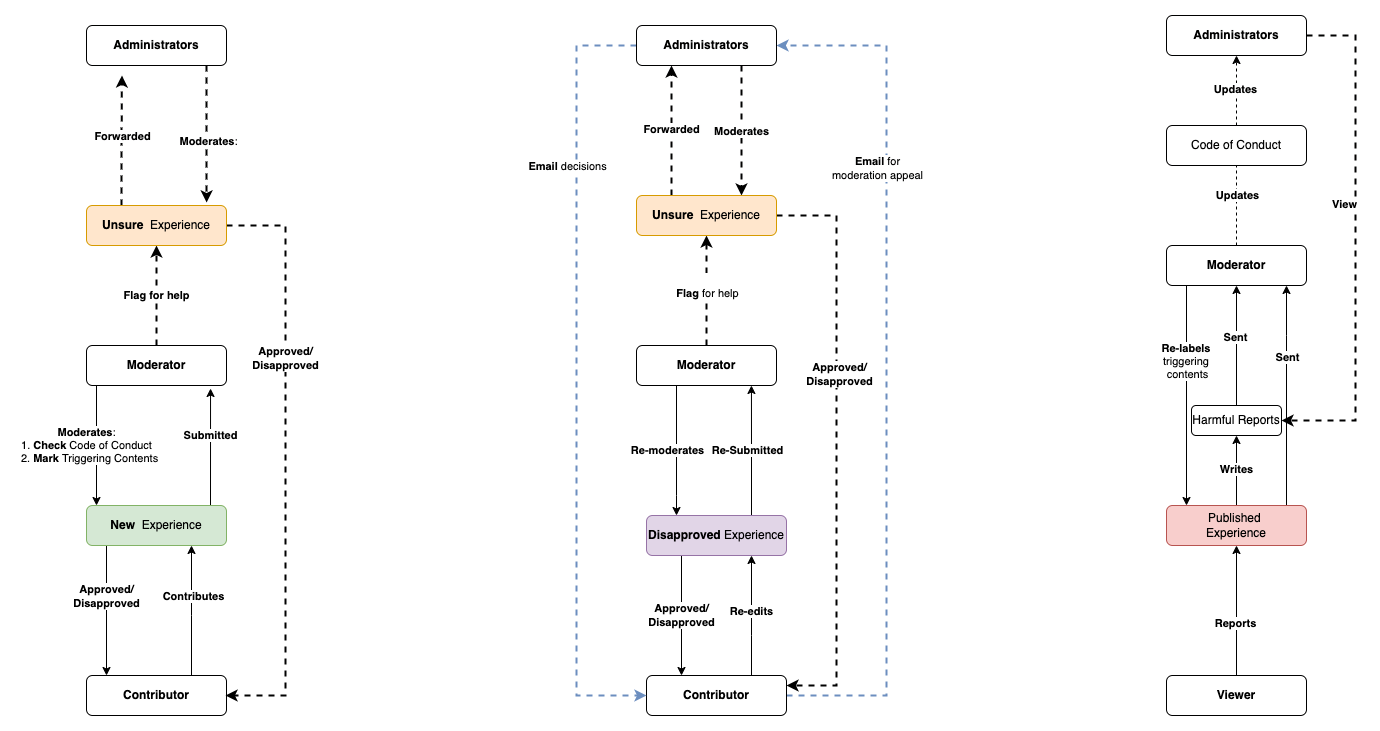 Administrators
Forwarded
Moderates:
Unsure Experience
Flag for help
Approved/
Disapproved
Moderator
Moderates:
1. Check Code of Conduct
2. Mark Triggering Contents
Submitted
New Experience
Approved/
Disapproved
Contributes
Contributor
Administrators
Forwarded
Moderates
Email decisions
Email for
moderation appeal
Unsure Experience
Flag for help
Moderator
Approved/
Disapproved
Re-moderates
Re-Submitted
Disapproved Experience
Approved/
Disapproved
Re-edits
Contributor
Administrators
Updates
Code of Conduct
Updates
View
Moderator
Re-labels
triggering
contents
Sent
Sent
Harmful Reports
Writes
Published
Experience
Reports
Viewer